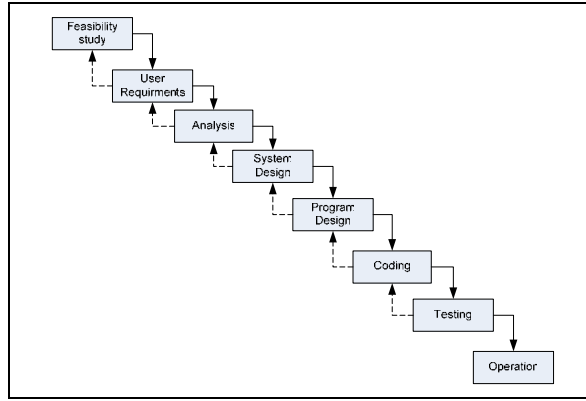 Feasibility
study
User
Requirments
Analysis
System
Design
Program
Design
Coding
Testing
Operation